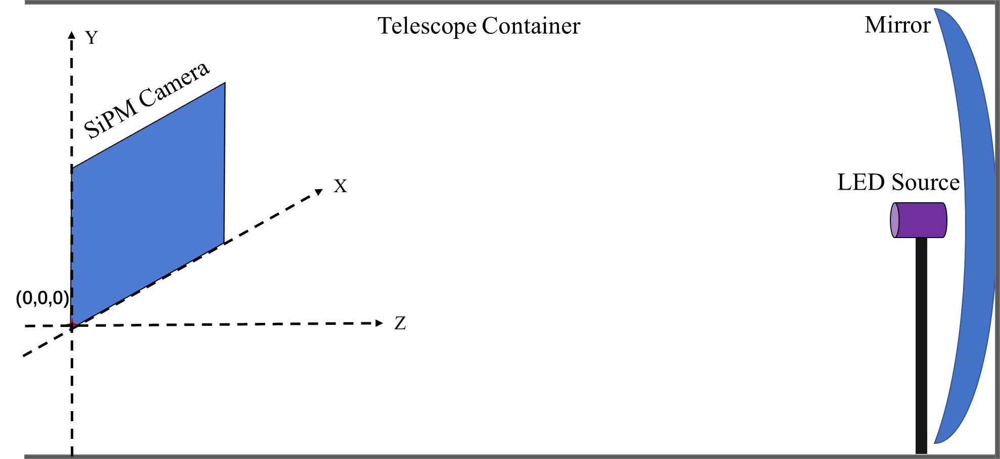 Telescope Container
Mirror
Y
SiPM Camera
X
LED Source
(0,0,0)
Z